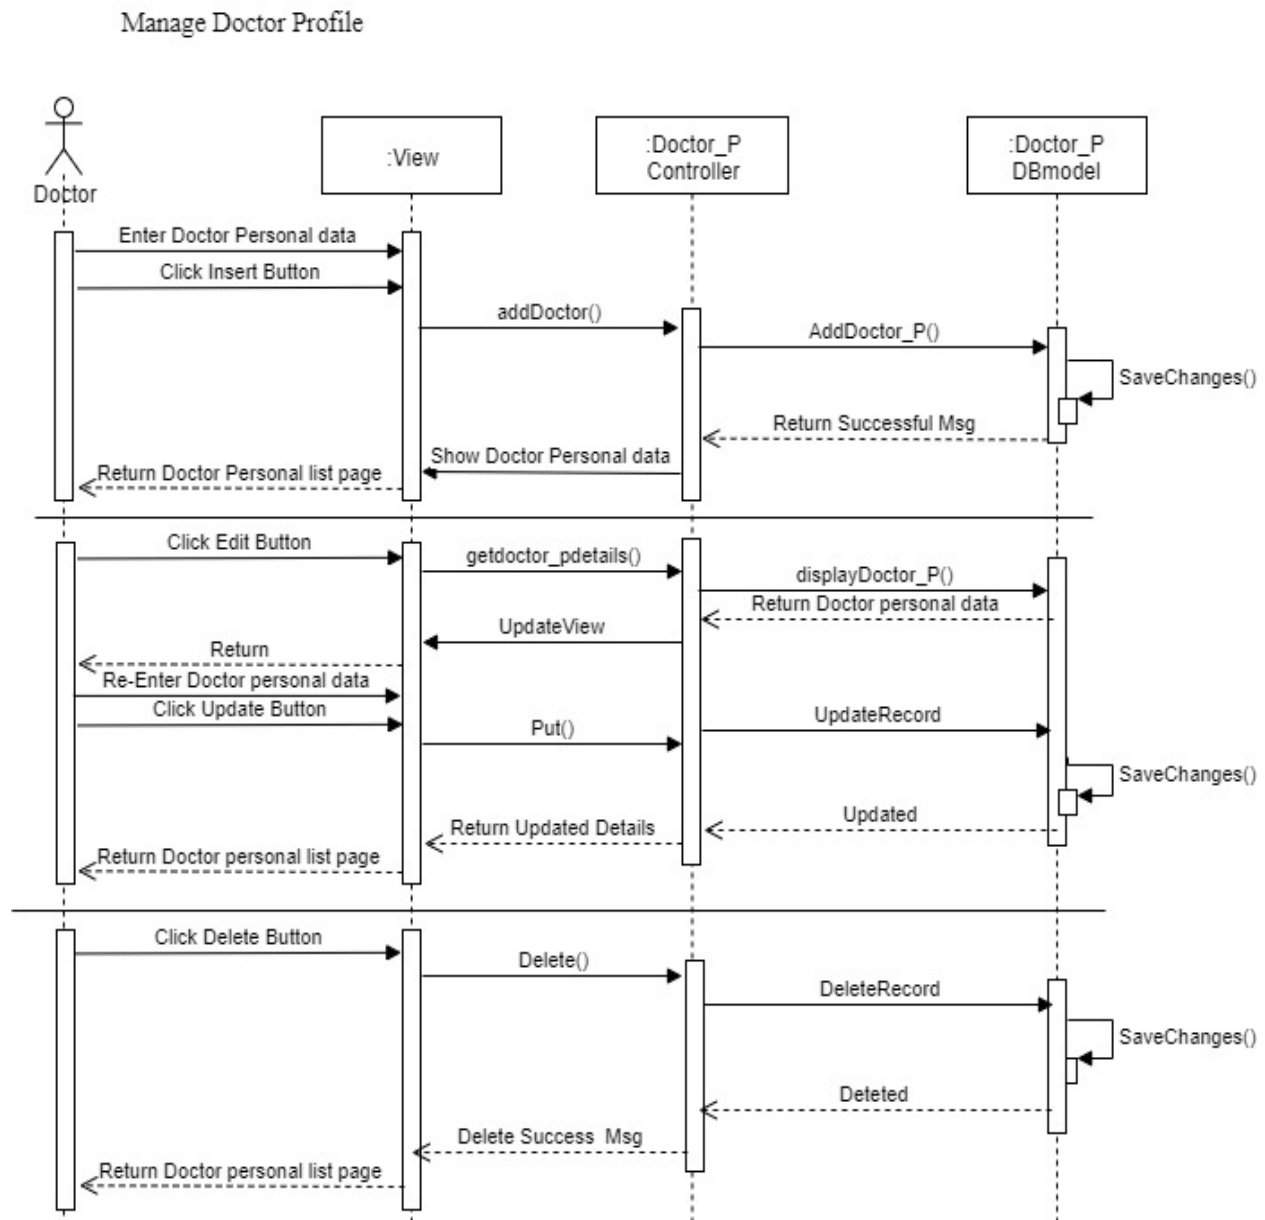 Manage Doctor Profile
Doctor
:View
:Doctor_P
Controller
:Doctor_P
DBmodel
Enter Doctor Personal data
Click Insert Button
addDoctor()
AddDoctor_P()
SaveChanges()
Return Successful Msg
Show Doctor Personal data
Return Doctor Personal list page
Click Edit Button
getdoctor_pdetails()
displayDoctor_P()
Return Doctor personal data
UpdateView
Return
Re-Enter Doctor personal data
Click Update Button
Put()
UpdateRecord
SaveChanges()
Updated
Return Updated Details
Return Doctor personal list page
Click Delete Button
Delete()
DeleteRecord
SaveChanges()
Deteted
Delete Success  Msg
Return Doctor personal list page